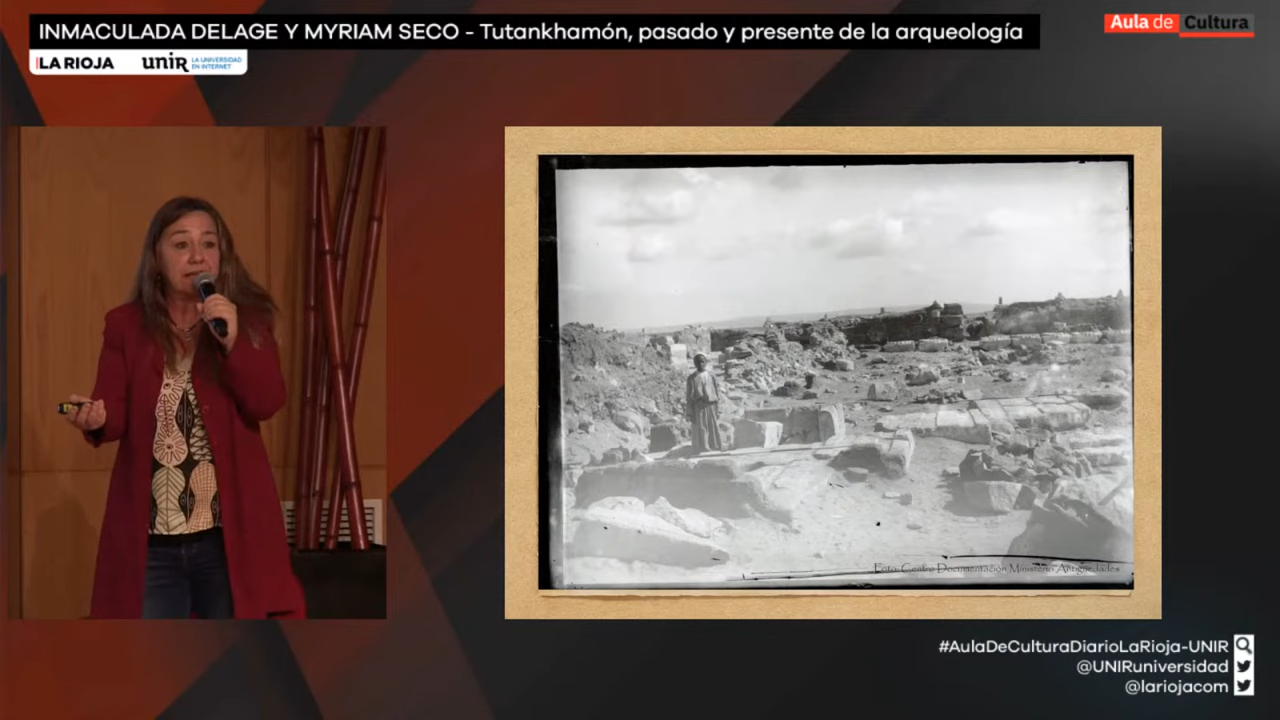 INMACULADA DELAGE Y MYRIAM SECO - Tutankhamón, pasado y presente de la arqueología
Aula de Cultura
LA RIOJA unir LA UNIVERSIDAD
EN INTERNET
Foto: Centro Documentación Ministerio Antigüedades
#AulaDeCulturaDiarioLaRioja-UNIR
@UNIRuniversidad
@lariojacom